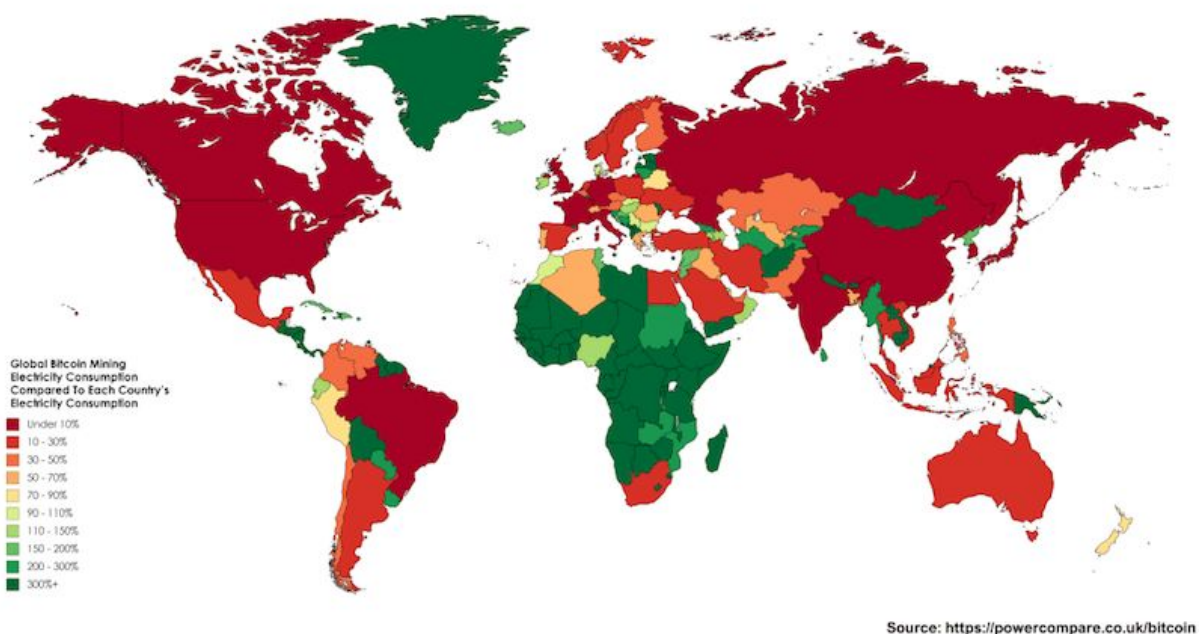 Global Bitcoin Mining
Electricity Consumption
Compared To Each Country's
Electricity Consumption
Under 10%
10 - 30%
30 - 50%
50 - 70%
70 - 90%
90 - 110%
110 - 150%
150 - 200%
200 - 300%
300%+
Source: https://powercompare.co.uk/bitcoin